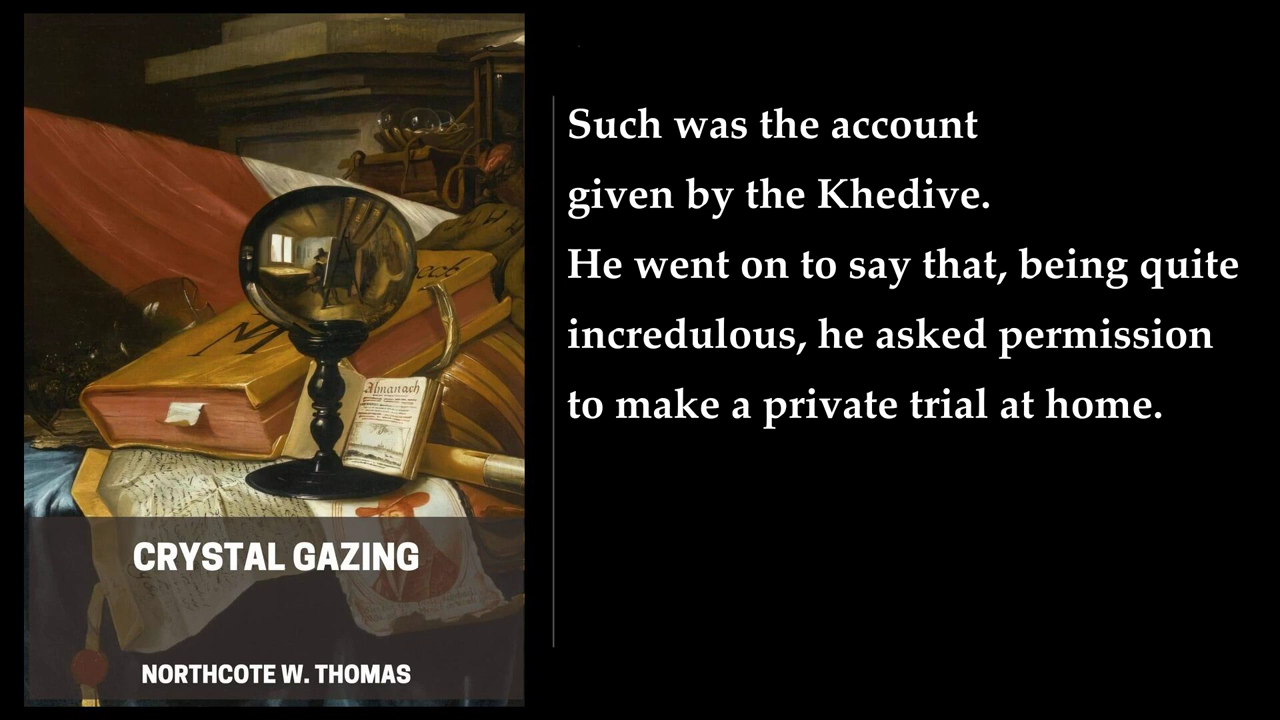 Such was the account
given by the Khedive.
He went on to say that, being quite
incredulous, he asked permission
to make a private trial at home.
M
Almanach
CRYSTAL GAZING
NORTHCOTE W. THOMAS